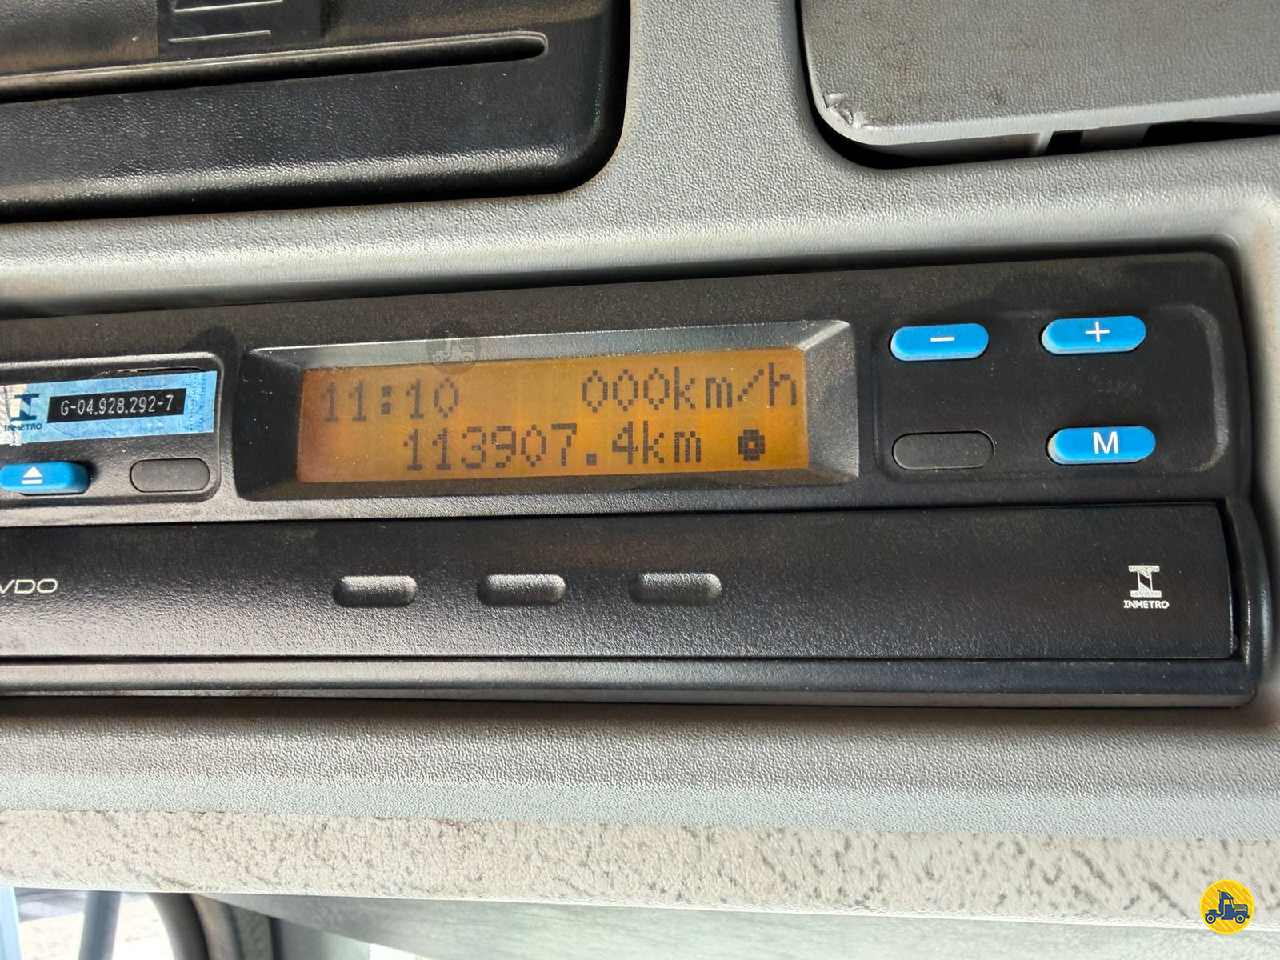 INMETRO
G-04.928.292-7
11:10 000km/h
113907.4km
- +
M
VDO
INMETRO